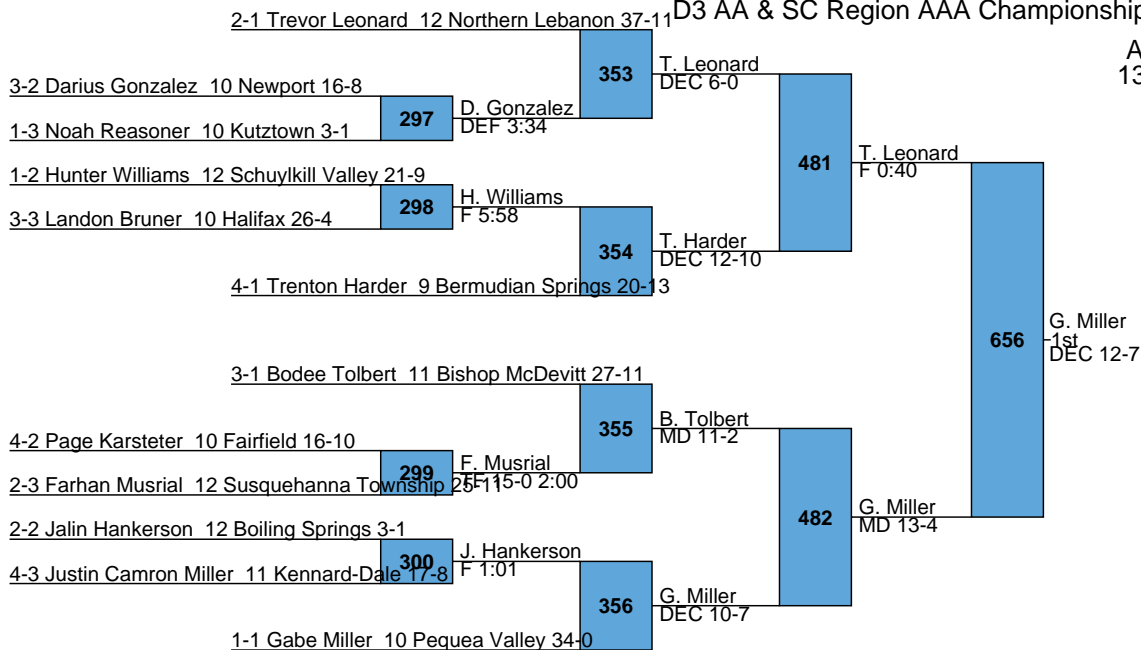 D3 AA & SC Region AAA Championship
A
13
2-1 Trevor Leonard 12 Northern Lebanon 37-11
353
T. Leonard
DEC 6-0
3-2 Darius Gonzalez 10 Newport 16-8
297
D. Gonzalez
DEF 3:34
1-3 Noah Reasoner 10 Kutztown 3-1
481
T. Leonard
F 0:40
1-2 Hunter Williams 12 Schuylkill Valley 21-9
298
H. Williams
F 5:58
3-3 Landon Bruner 10 Halifax 26-4
354
T. Harder
DEC 12-10
4-1 Trenton Harder 9 Bermudian Springs 20-13
656
G. Miller
1st
DEC 12-7
3-1 Bodee Tolbert 11 Bishop McDevitt 27-11
355
B. Tolbert
MD 11-2
4-2 Page Karsteter 10 Fairfield 16-10
299
F. Musrial
TF 15-0 2:00
2-3 Farhan Musrial 12 Susquehanna Township 25-11
482
G. Miller
MD 13-4
2-2 Jalin Hankerson 12 Boiling Springs 3-1
300
J. Hankerson
F 1:01
4-3 Justin Camron Miller 11 Kennard-Dale 17-8
356
G. Miller
DEC 10-7
1-1 Gabe Miller 10 Pequea Valley 34-0